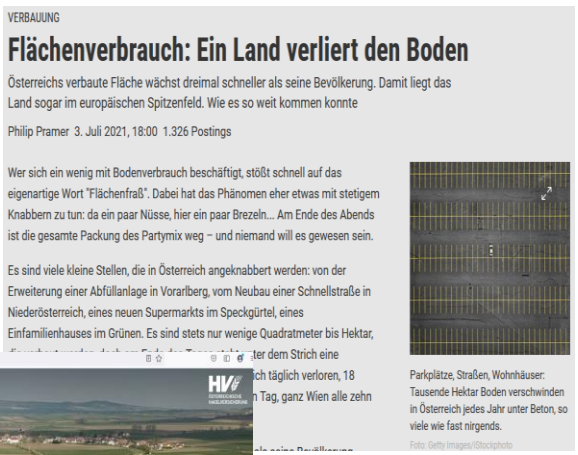 VERBAUUNG
Flächenverbrauch: Ein Land verliert den Boden
Österreichs verbaute Fläche wächst dreimal schneller als seine Bevölkerung. Damit liegt das
Land sogar im europäischen Spitzenfeld. Wie es so weit kommen konnte
Philip Pramer 3. Juli 2021, 18:00 1.326 Postings
Wer sich ein wenig mit Bodenverbrauch beschäftigt, stößt schnell auf das
eigenartige Wort "Flächenfraß". Dabei hat das Phänomen eher etwas mit stetigem
Knabbern zu tun: da ein paar Nüsse, hier ein paar Brezeln... Am Ende des Abends
ist die gesamte Packung des Partymix weg – und niemand will es gewesen sein.
Es sind viele kleine Stellen, die in Österreich angeknabbert werden: von der
Erweiterung einer Abfüllanlage in Vorarlberg, vom Neubau einer Schnellstraße in
Niederösterreich, eines neuen Supermarkts im Speckgürtel, eines
Einfamilienhauses im Grünen. Es sind stets nur wenige Quadratmeter bis Hektar,
ter dem Strich eine
ich täglich verloren, 18
n Tag, ganz Wien alle zehn
als seine Bevölkerung
HV
ÖSTERREICHISCHE
HAGELVERSICHERUNG
Parkplätze, Straßen, Wohnhäuser:
Tausende Hektar Boden verschwinden
in Österreich jedes Jahr unter Beton, so
viele wie fast nirgends.
Foto: Getty Images/iStockphoto